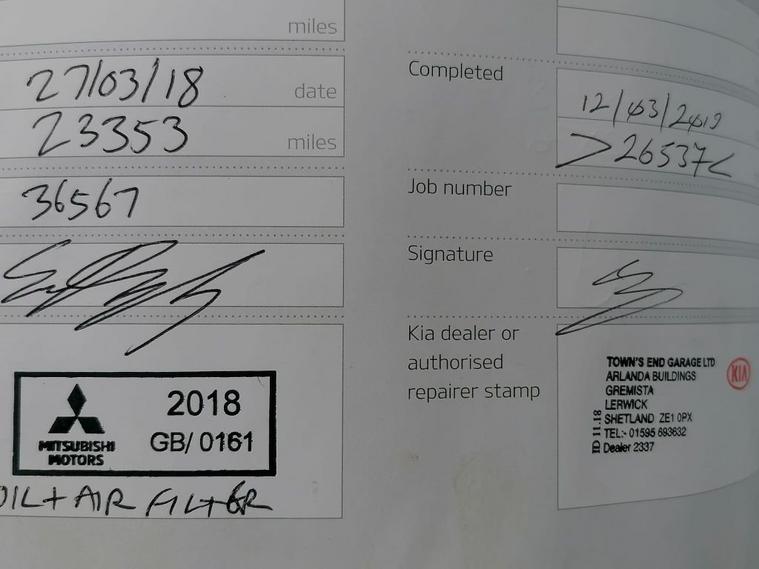 miles
27/03/18 date
23353 miles
36567
MITSUBISHI
MOTORS
2018
GB/ 0161
OIL + AIR FILTER
Completed
12/03/2019
>26537<
Job number
Signature
Kia dealer or
authorised
repairer stamp
TOWN'S END GARAGE LTD
ARLANDA BUILDINGS
GREMISTA
LERWICK
SHETLAND ZE1 0PX
TEL:- 01595 693632
Dealer 2337
ID 11.18
KIA